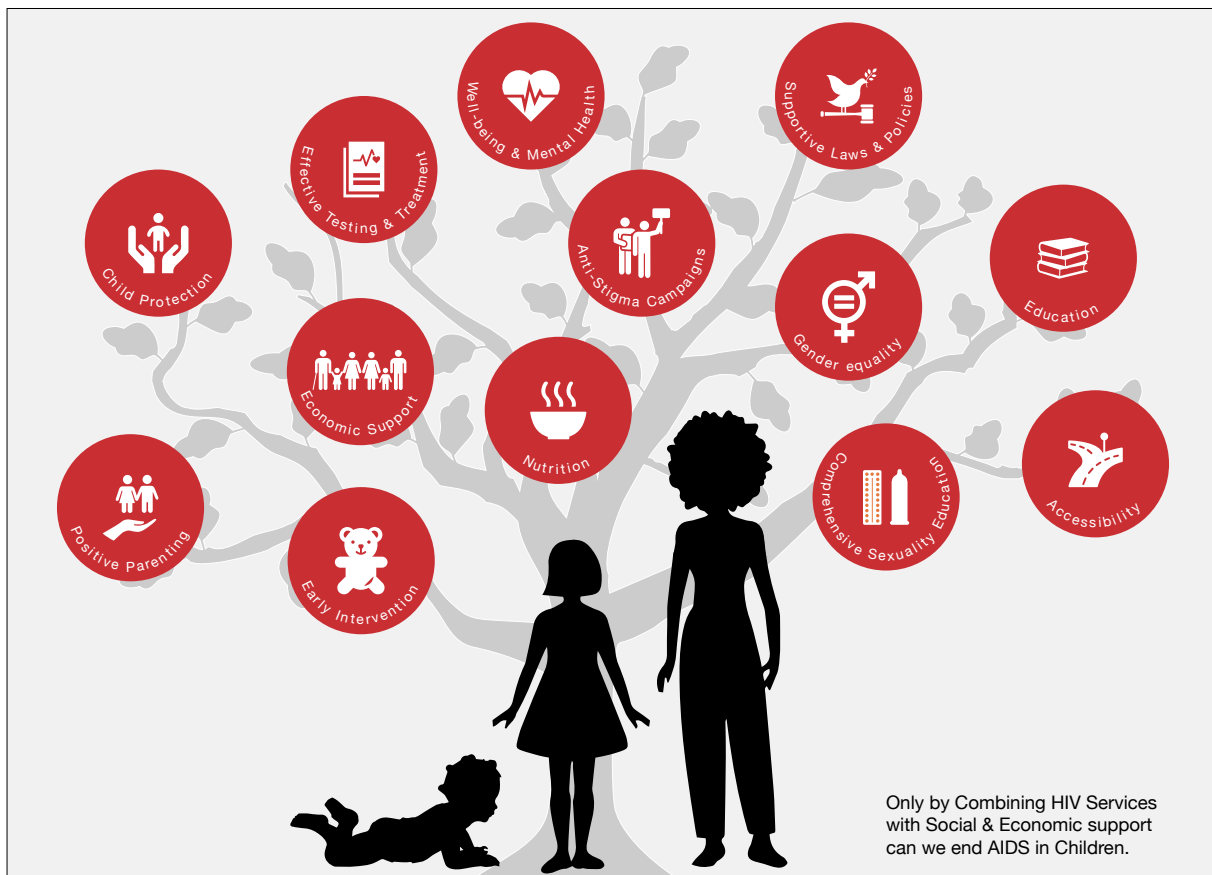 Well-being & Mental Health
Supportive Laws & Policies
Effective Testing & Treatment
Child Protection
Anti-Stigma Campaigns
Gender equality
Education
Economic Support
Nutrition
Positive Parenting
Early Intervention
Comprehensive Sexuality Education
Accessibility
Only by Combining HIV Services
with Social & Economic support
can we end AIDS in Children.